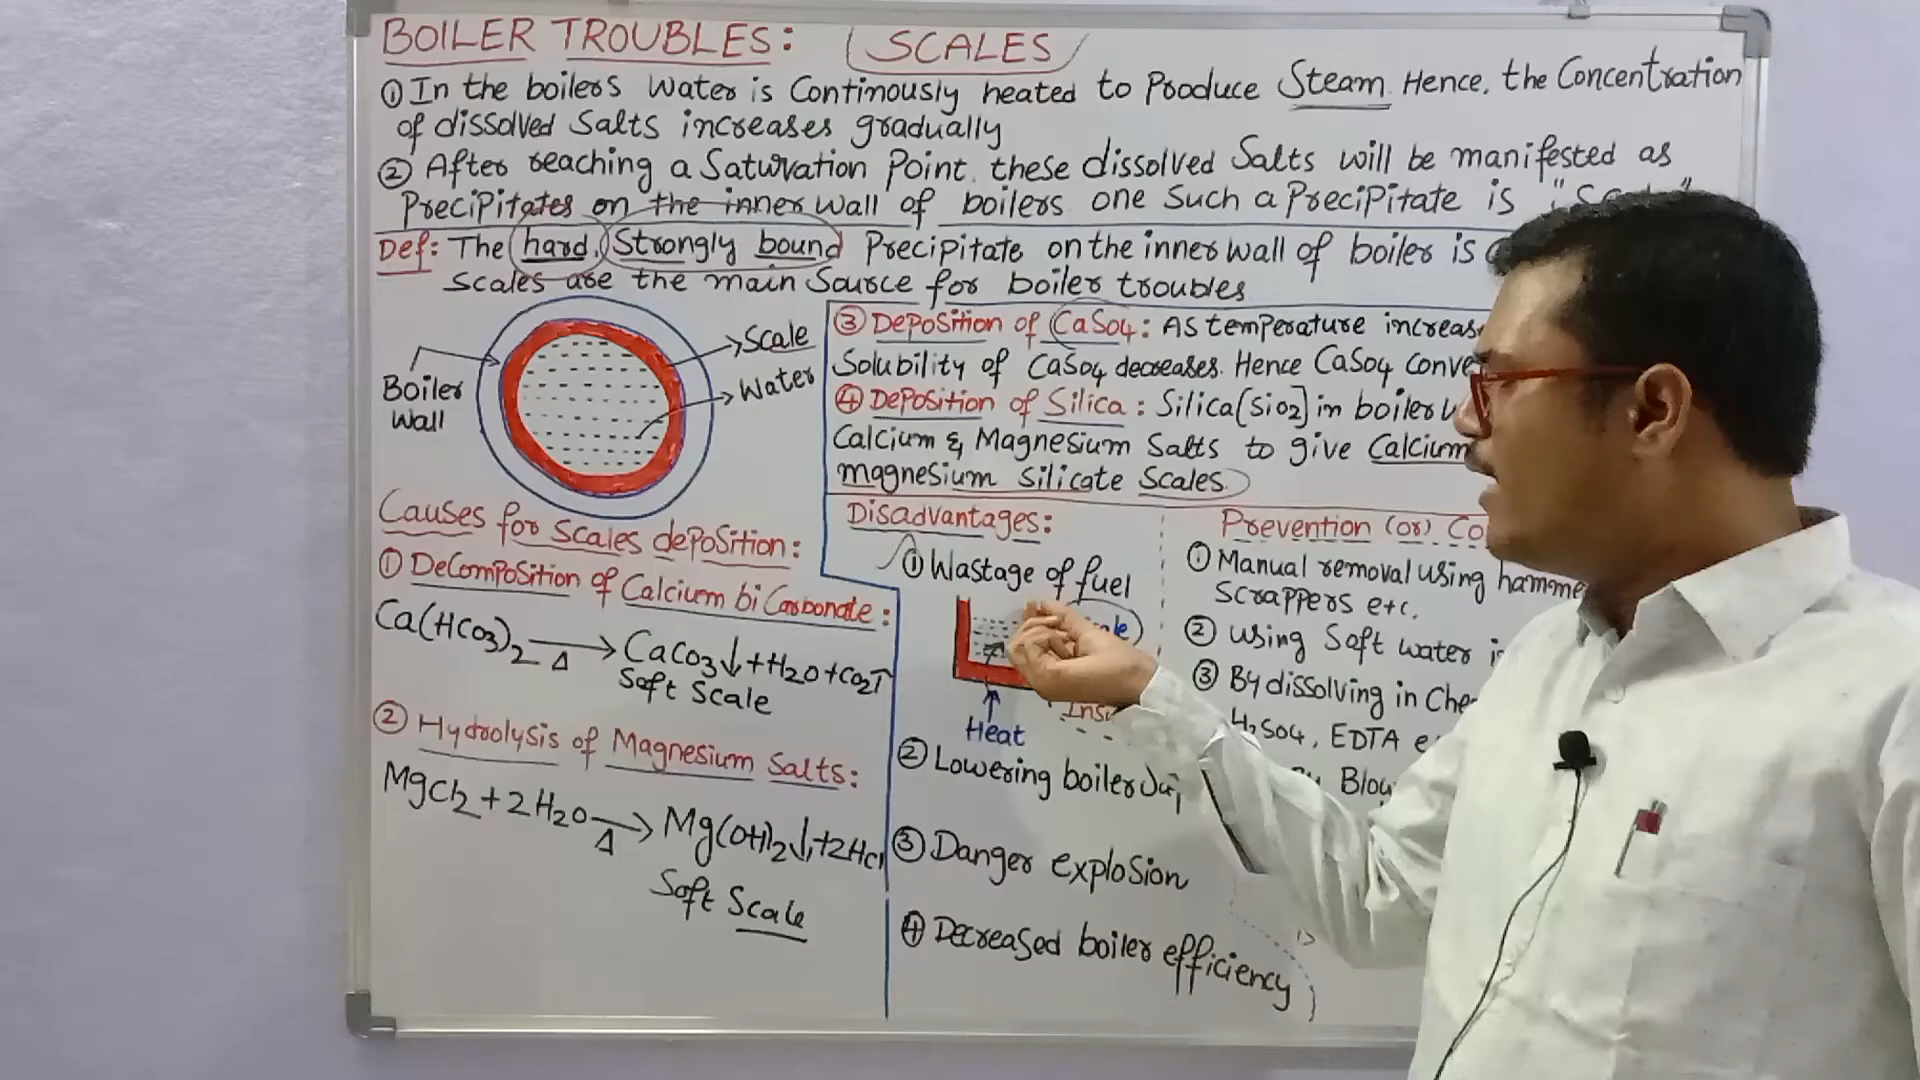 BOILER TROUBLES: SCALES
① In the boilers water is Continously heated to produce Steam. Hence, the Concentration
of dissolved Salts increases gradually
② After reaching a Saturation Point, these dissolved Salts will be manifested as
Precipitates on the inner wall of boilers one Such a Precipitate is "
Def: The hard, Strongly bound Precipitate on the inner wall of boiler is
Scales are the main Source for boiler troubles
Scale
Water
Boiler
Wall
Causes for Scales deposition:
① Decomposition of Calcium bi Carbonate:
Ca(HCO3)2 →Δ CaCO3↓+H2O+CO2↑
Soft Scale
② Hydrolysis of Magnesium Salts:
MgCl2 + 2H2O →Δ Mg(OH)2↓+2HCl
Soft Scale
③ Deposition of CaSO4: As temperature
Solubility of CaSO4 decreases. Hence CaSO4
④ Deposition of Silica: Silica(SiO2) in boiler
Calcium & Magnesium Salts to give Calcium
magnesium Silicate Scales.
Disadvantages:
① Wastage of fuel
Heat
② Lowering boiler
③ Danger explosion
④ Decreased boiler efficiency
Prevention (or)
① Manual removal using
Scrappers etc.
② Using Soft water
③ By dissolving in
H2SO4, EDTA